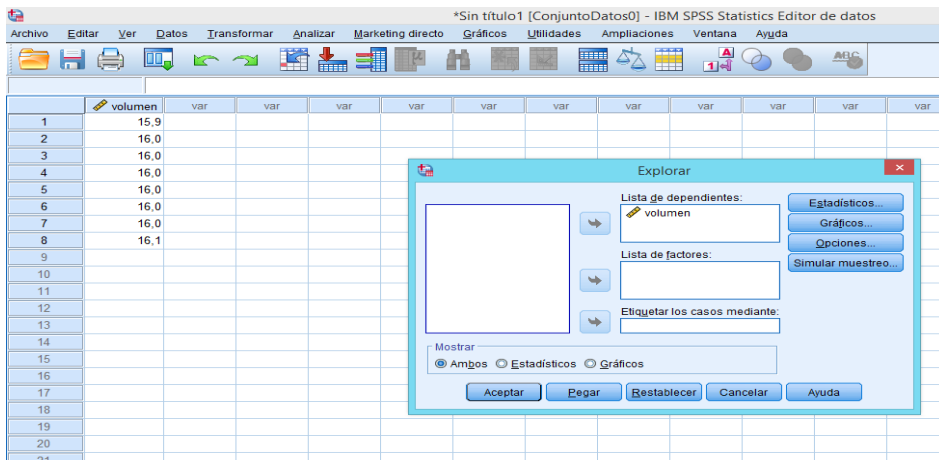 *Sin título1 [ConjuntoDatos0] - IBM SPSS Statistics Editor de datos
Archivo Editar Ver Datos Transformar Analizar Marketing directo Gráficos Utilidades Ampliaciones Ventana Ayuda
volumen var var var var var var var var var var var
1 15,9
2 16,0
3 16,0
4 16,0
5 16,0
6 16,0
7 16,0
8 16,1
9
10
11
12
13
14
15
16
17
18
19
20
21
Explorar
Lista de dependientes:
volumen
Lista de factores:
Etiquetar los casos mediante:
Estadísticos...
Gráficos...
Opciones...
Simular muestreo...
Mostrar
Ambos Estadísticos Gráficos
Aceptar Pegar Restablecer Cancelar Ayuda